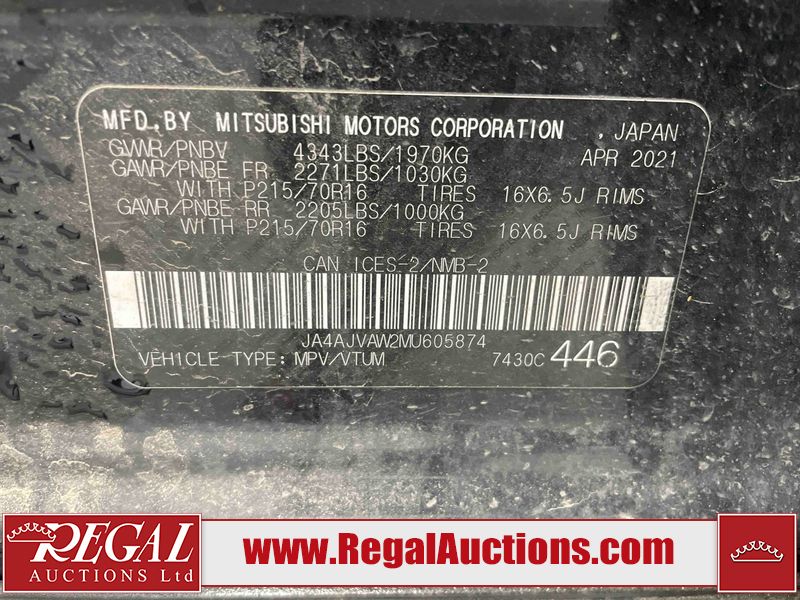 MFD.BY MITSUBISHI MOTORS CORPORATION , JAPAN
GVWR/PNBV 4343LBS/1970KG APR 2021
GAWR/PNBE FR 2271LBS/1030KG
WITH P215/70R16 TIRES 16X6.5J RIMS
GAWR/PNBE RR 2205LBS/1000KG
WITH P215/70R16 TIRES 16X6.5J RIMS
CAN ICES-2/NMB-2
JA4AJVAW2MU605874
VEHICLE TYPE: MPV/VTUM 7430C 446
REGAL
AUCTIONS Ltd
www.RegalAuctions.com